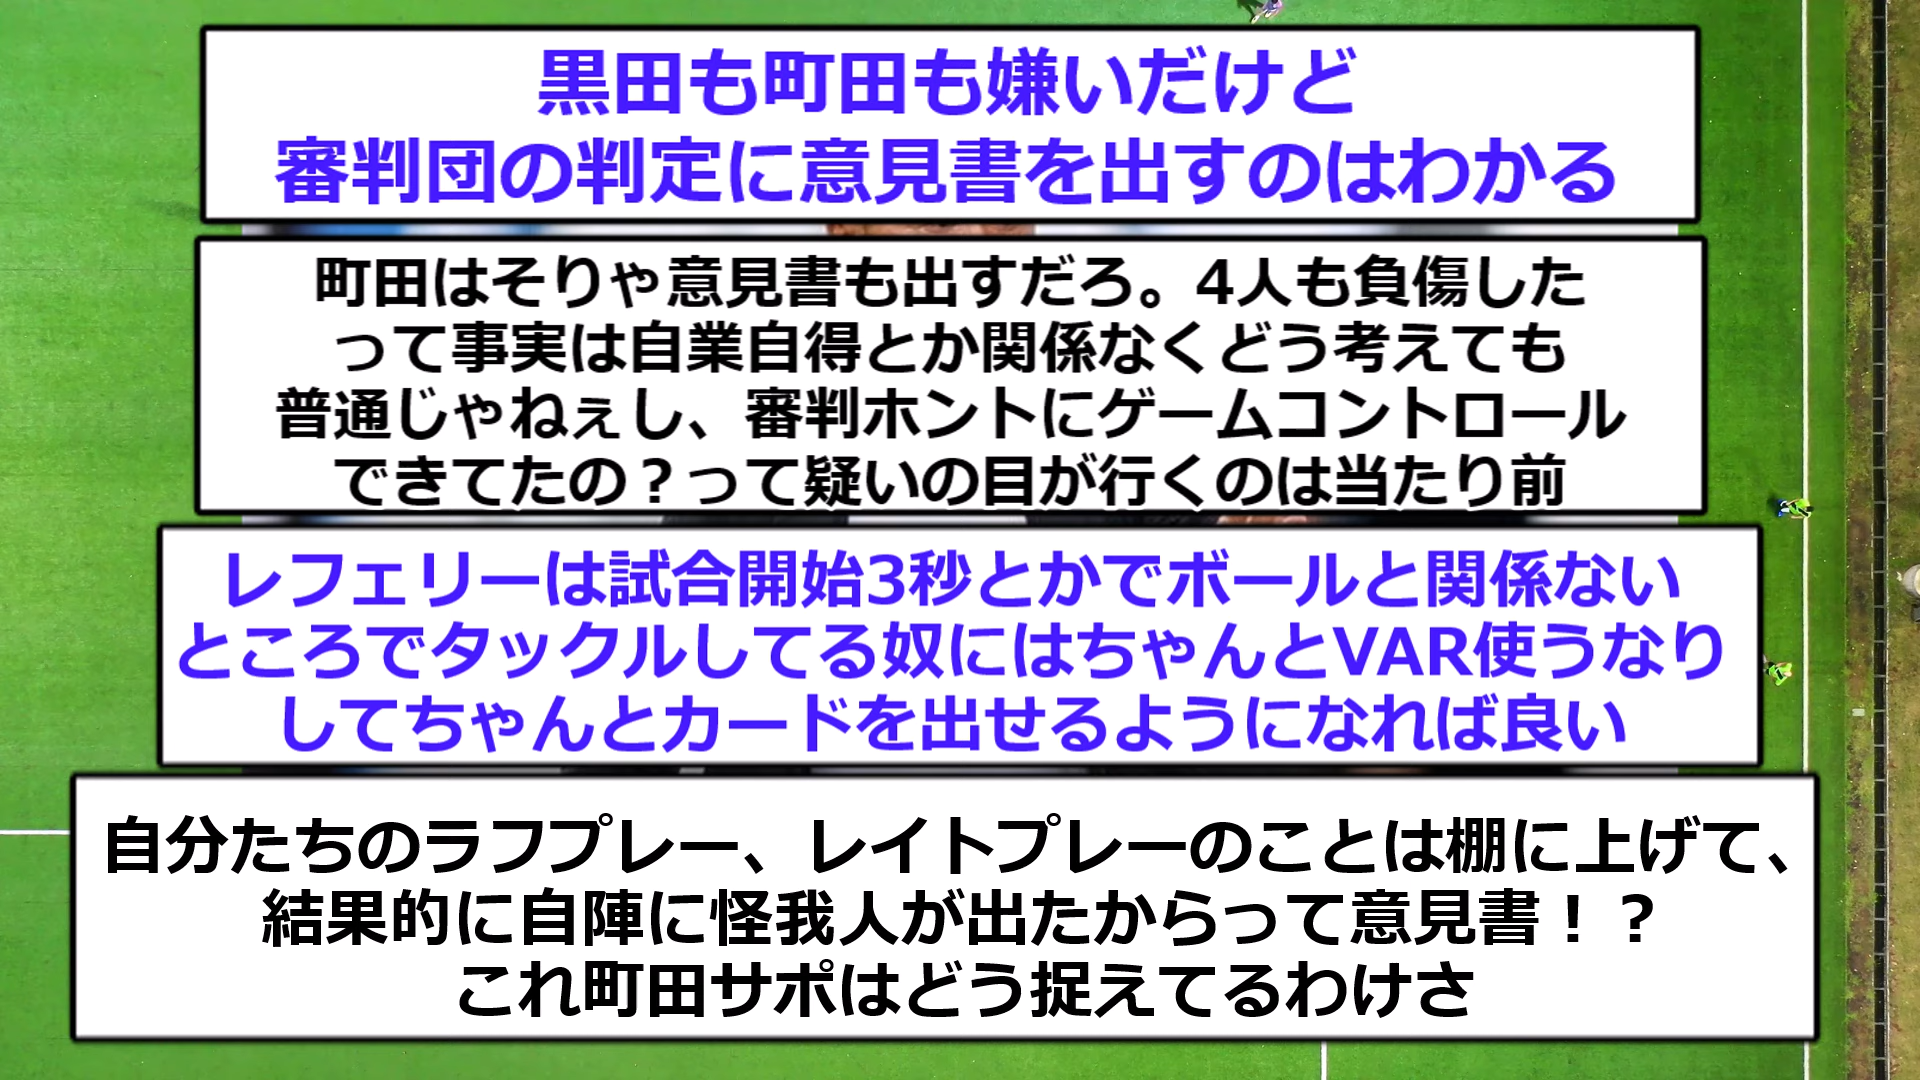 黒田も町田も嫌いだけど
審判団の判定に意見書を出すのはわかる
町田はそりゃ意見書も出すだろ。4人も負傷した
って事実は自業自得とか関係なくどう考えても
普通じゃねぇし、審判ホントにゲームコントロール
できてたの？って疑いの目が行くのは当たり前
レフェリーは試合開始3秒とかでボールと関係ない
ところでタックルしてる奴にはちゃんとVAR使うなり
してちゃんとカードを出せるようになれば良い
自分たちのラフプレー、レイトプレーのことは棚に上げて、
結果的に自陣に怪我人が出たからって意見書！？
これ町田サポはどう捉えてるわけさ